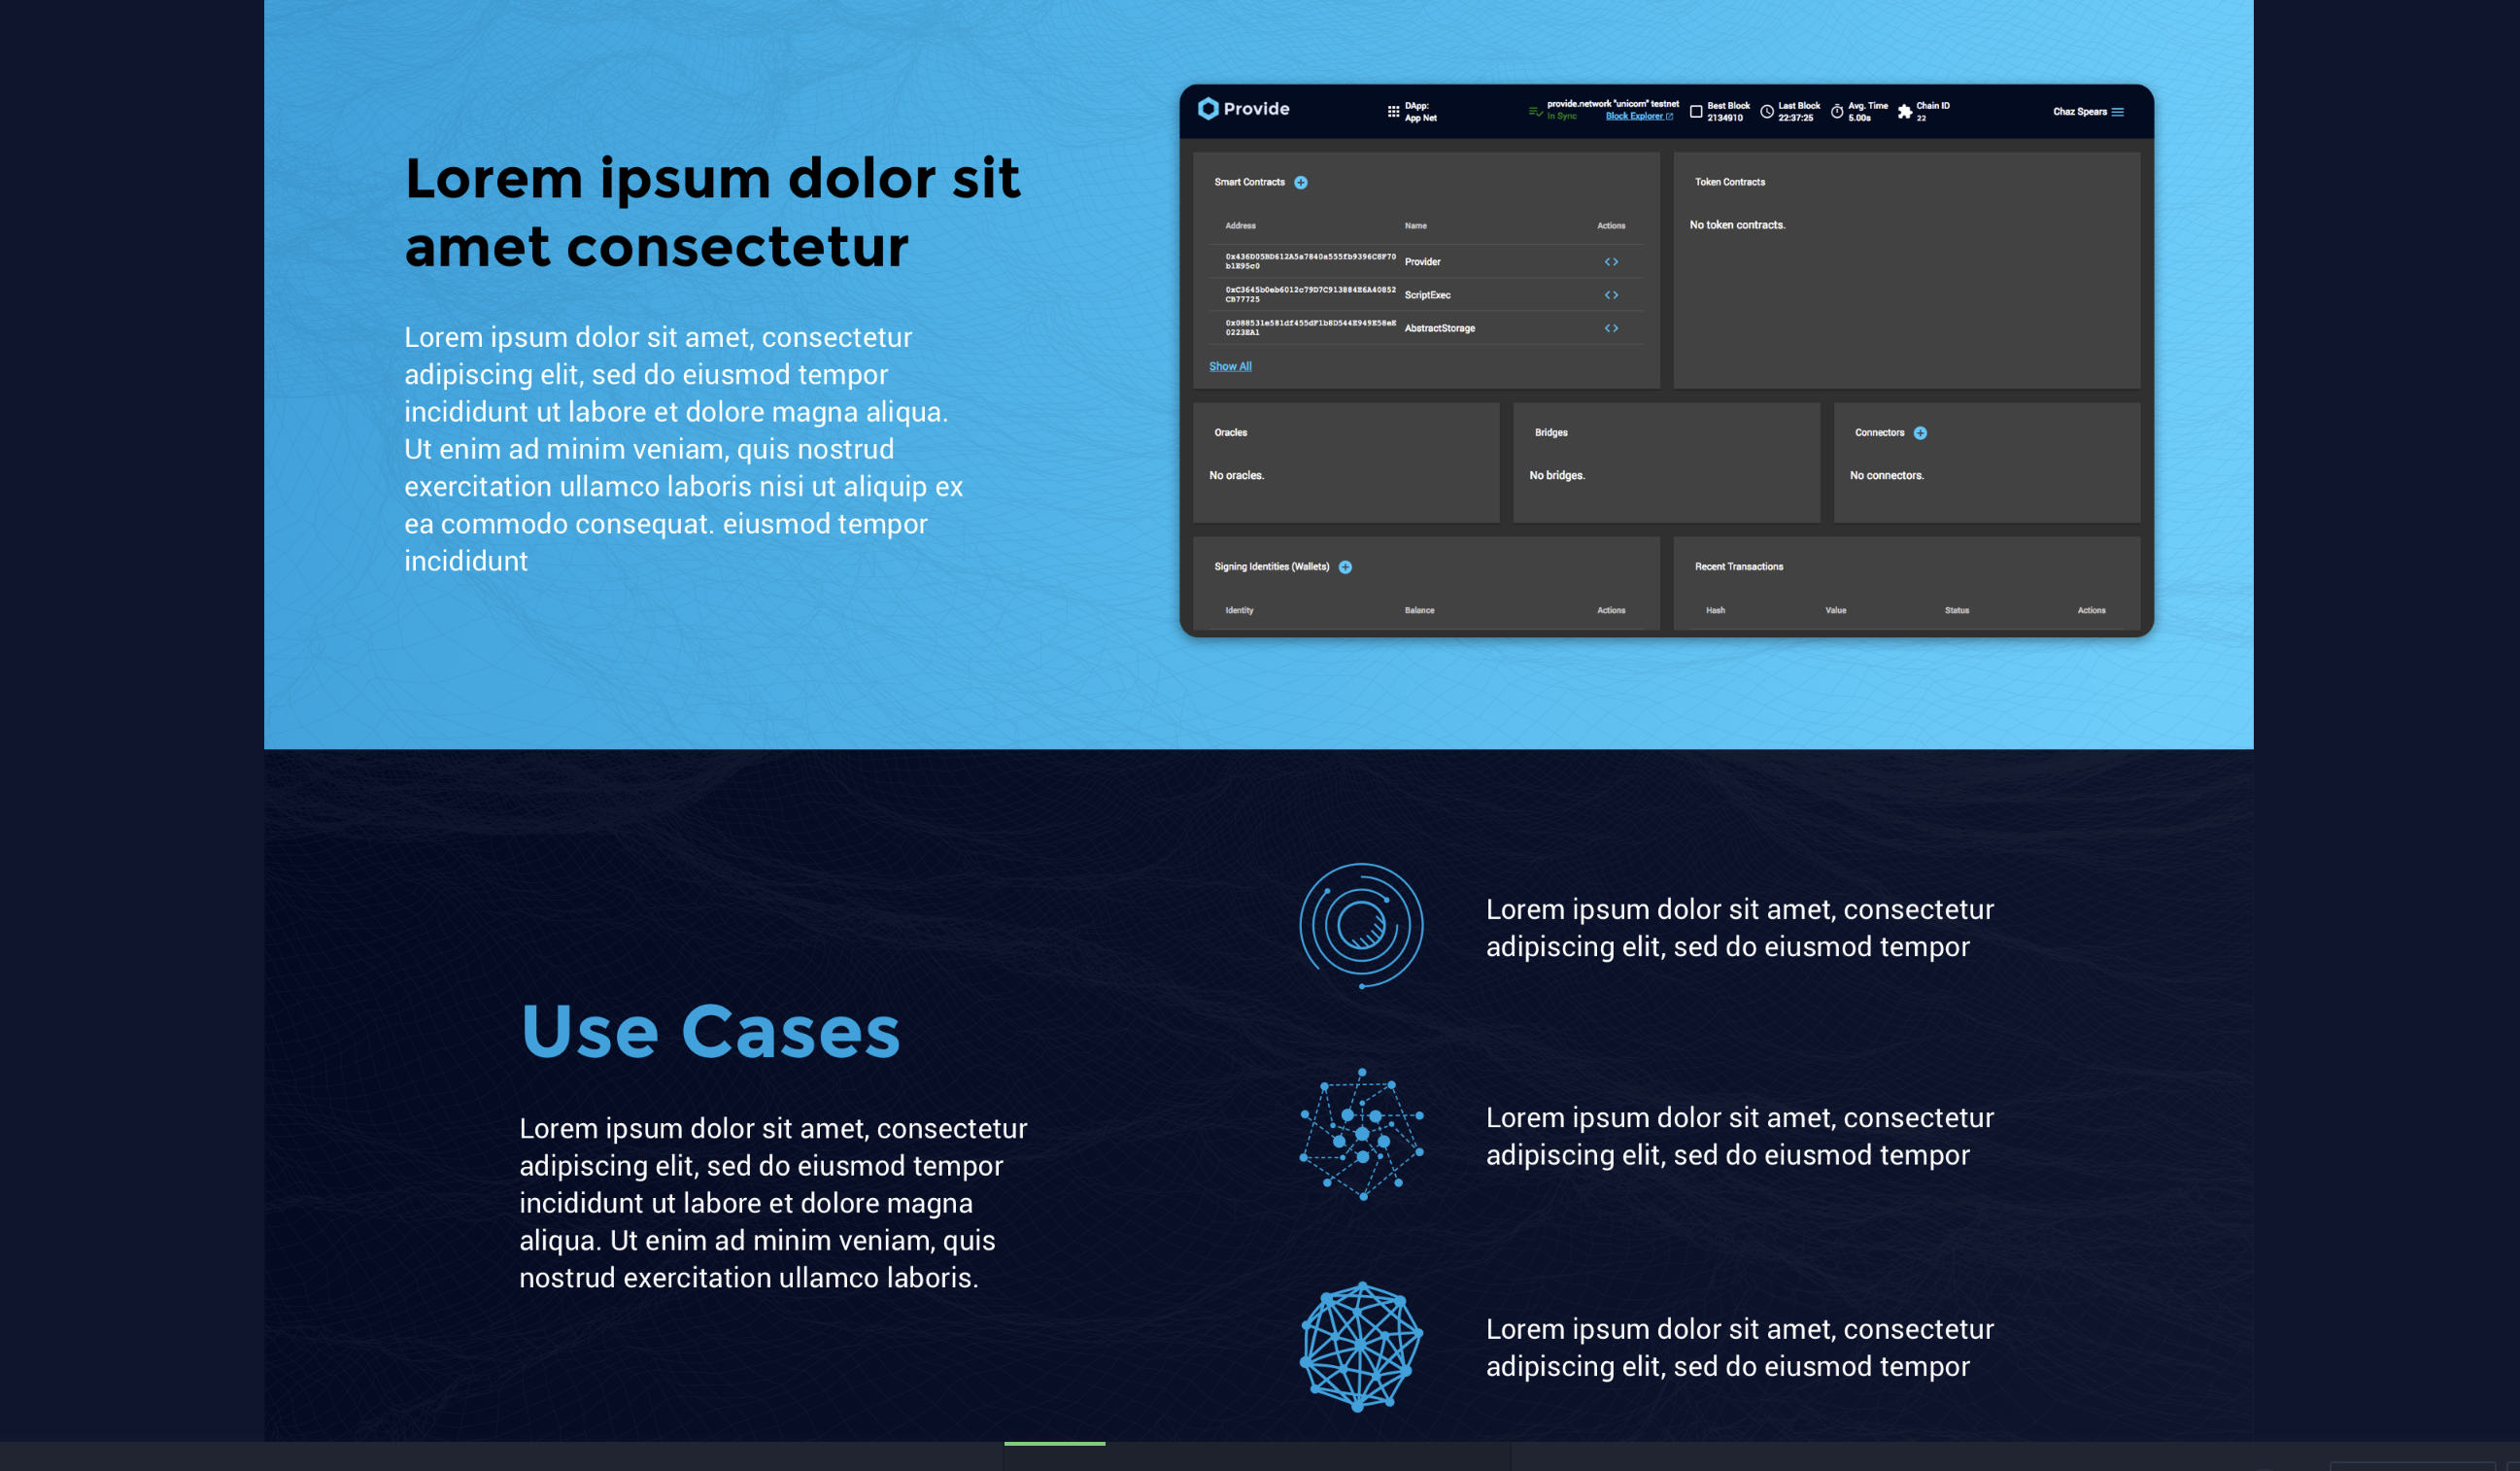 Lorem ipsum dolor sit
amet consectetur
Lorem ipsum dolor sit amet, consectetur
adipiscing elit, sed do eiusmod tempor
incididunt ut labore et dolore magna aliqua.
Ut enim ad minim veniam, quis nostrud
exercitation ullamco laboris nisi ut aliquip ex
ea commodo consequat. eiusmod tempor
incididunt
Provide
DApp:
App Net
provide.network "unicorn" testnet
In Sync Block Explorer
Best Block
2134910
Last Block
22:37:25
Avg. Time
5.00s
Chain ID
22
Chaz Spears
Smart Contracts
Address Name Actions
Provider
ScriptExec
AbstractStorage
Show All
Token Contracts
No token contracts.
Oracles
No oracles.
Bridges
No bridges.
Connectors
No connectors.
Signing Identities (Wallets)
Identity Balance Actions
Recent Transactions
Hash Value Status Actions
Use Cases
Lorem ipsum dolor sit amet, consectetur
adipiscing elit, sed do eiusmod tempor
incididunt ut labore et dolore magna
aliqua. Ut enim ad minim veniam, quis
nostrud exercitation ullamco laboris.
Lorem ipsum dolor sit amet, consectetur
adipiscing elit, sed do eiusmod tempor
Lorem ipsum dolor sit amet, consectetur
adipiscing elit, sed do eiusmod tempor
Lorem ipsum dolor sit amet, consectetur
adipiscing elit, sed do eiusmod tempor